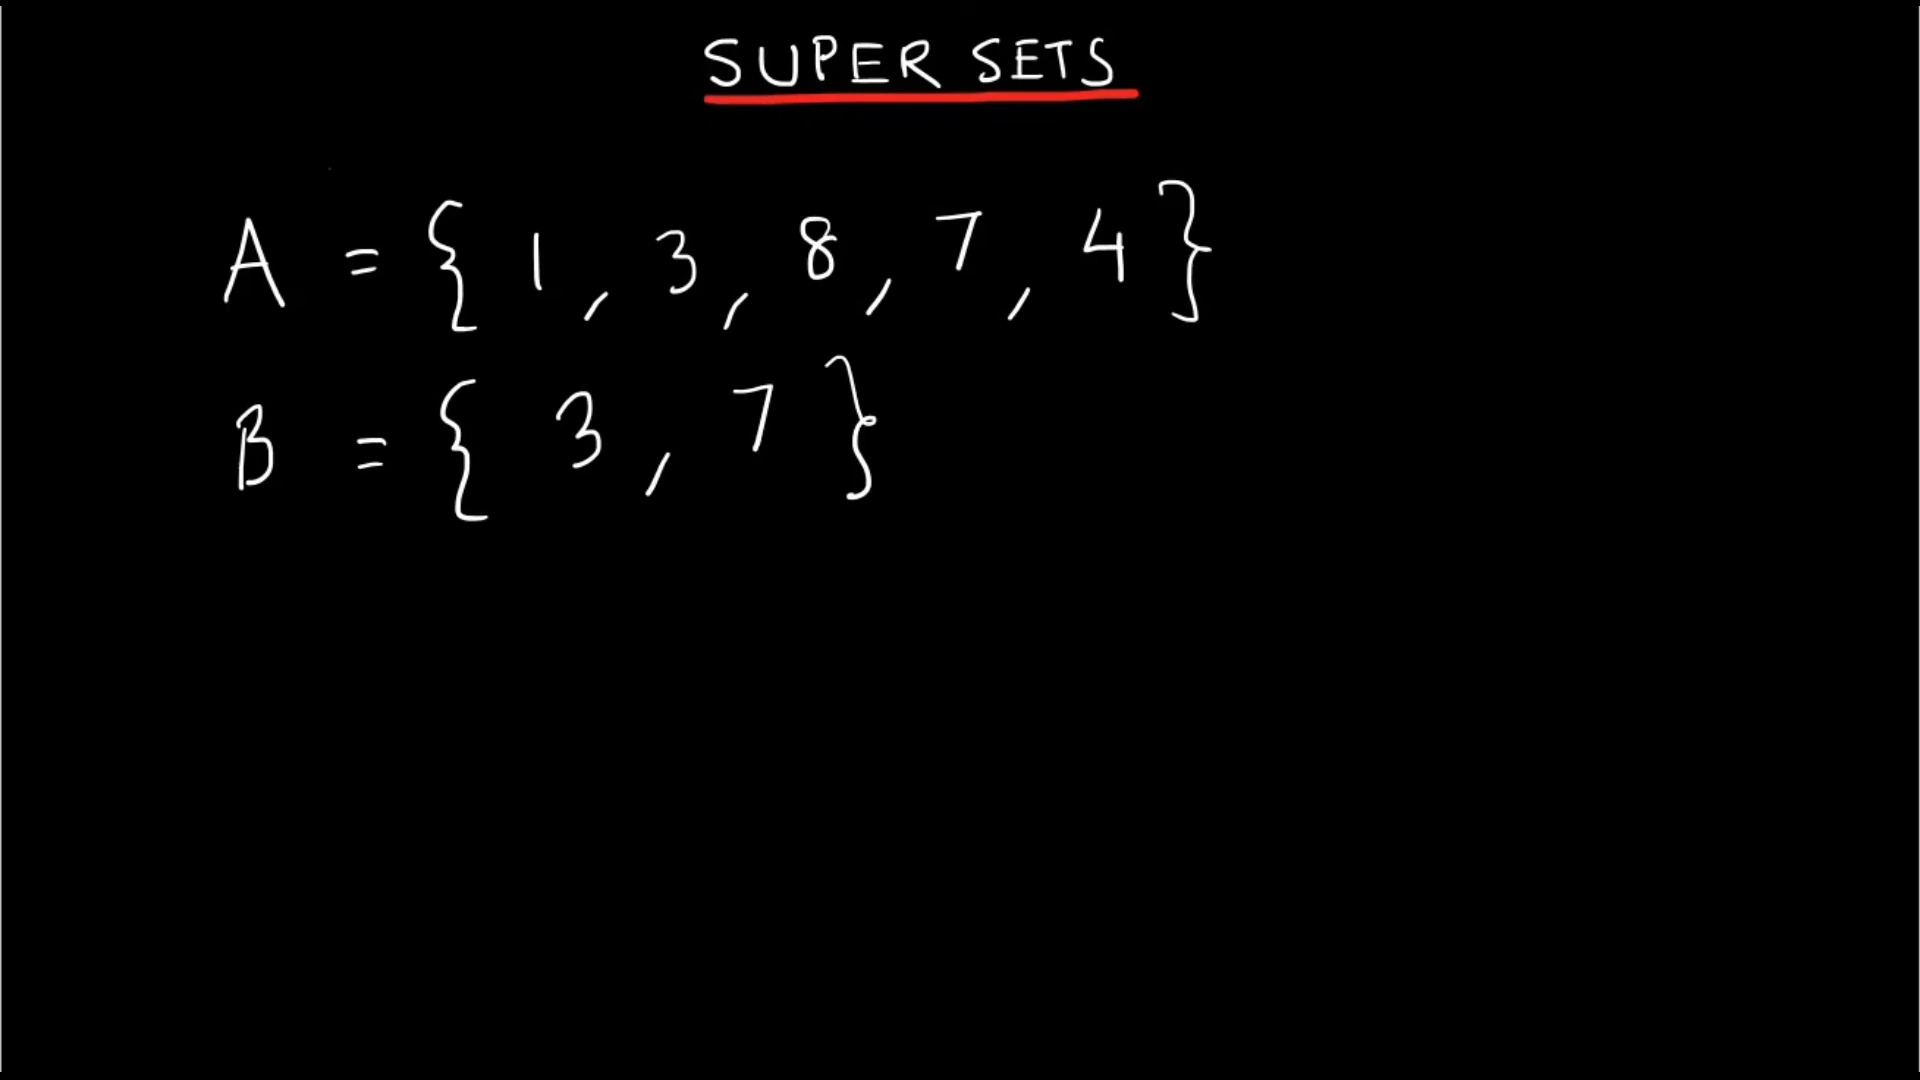 SUPER SETS
A = { 1 , 3 , 8 , 7 , 4 }
B = { 3 , 7 }